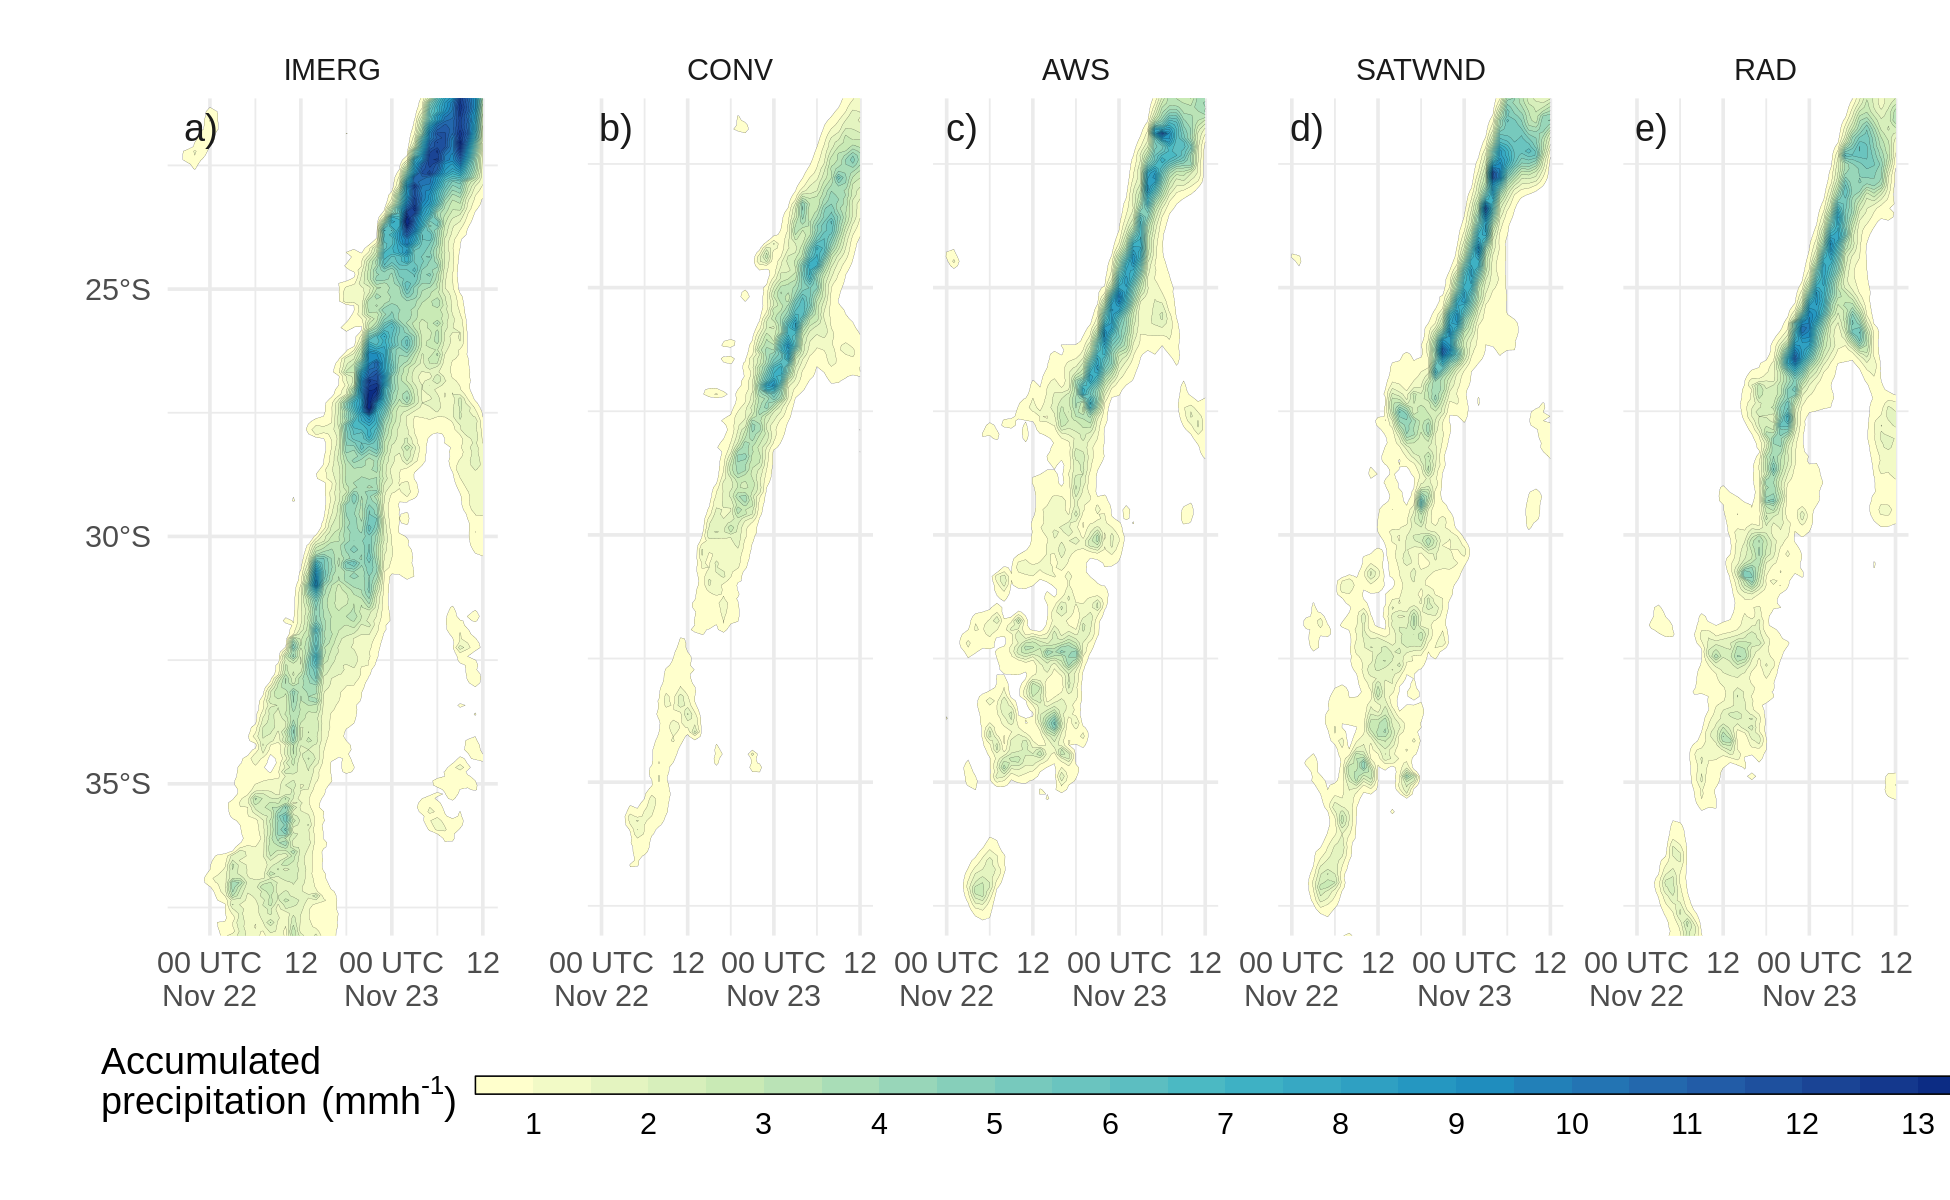 IMERG CONV AWS SATWND RAD
a) b) c) d) e)
25°S
30°S
35°S
00 UTC 12 00 UTC 12 00 UTC 12 00 UTC 12 00 UTC 12 00 UTC 12 00 UTC 12 00 UTC 12 00 UTC 12 00 UTC 12
Nov 22 Nov 23 Nov 22 Nov 23 Nov 22 Nov 23 Nov 22 Nov 23 Nov 22 Nov 23
Accumulated
precipitation (mmh-1)
1 2 3 4 5 6 7 8 9 10 11 12 13